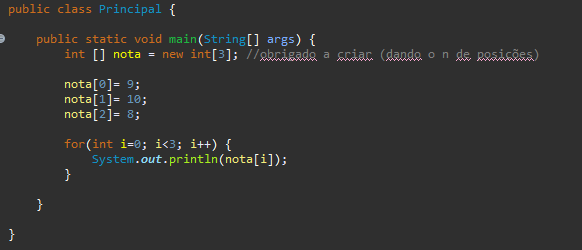 public class Principal {
public static void main(String[] args) {
int [] nota = new int[3]; //obrigado a criar (dando o n de posicões)
nota[0]= 9;
nota[1]= 10;
nota[2]= 8;
for(int i=0; i<3; i++) {
System.out.println(nota[i]);
}
}
}